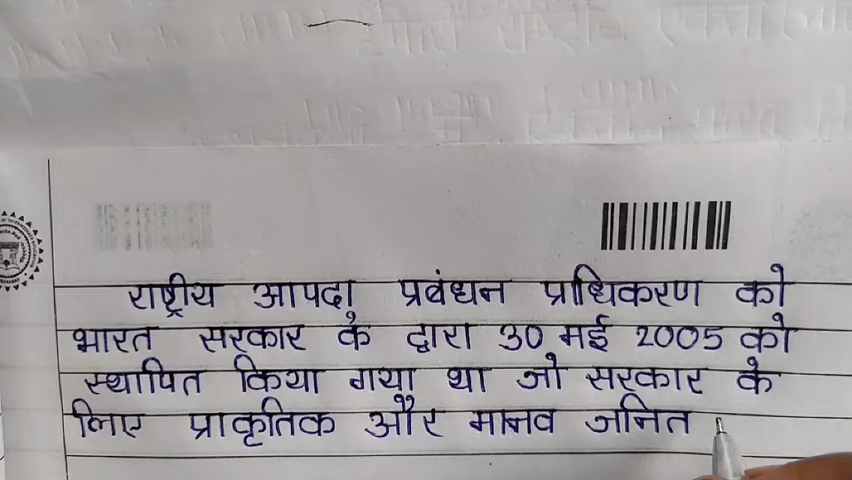 राष्ट्रीय आपदा प्रबंधन प्राधिकरण को
भारत सरकार के द्वारा 30 मई 2005 को
स्थापित किया गया था जो सरकार के
लिए प्राकृतिक और मानव जनित